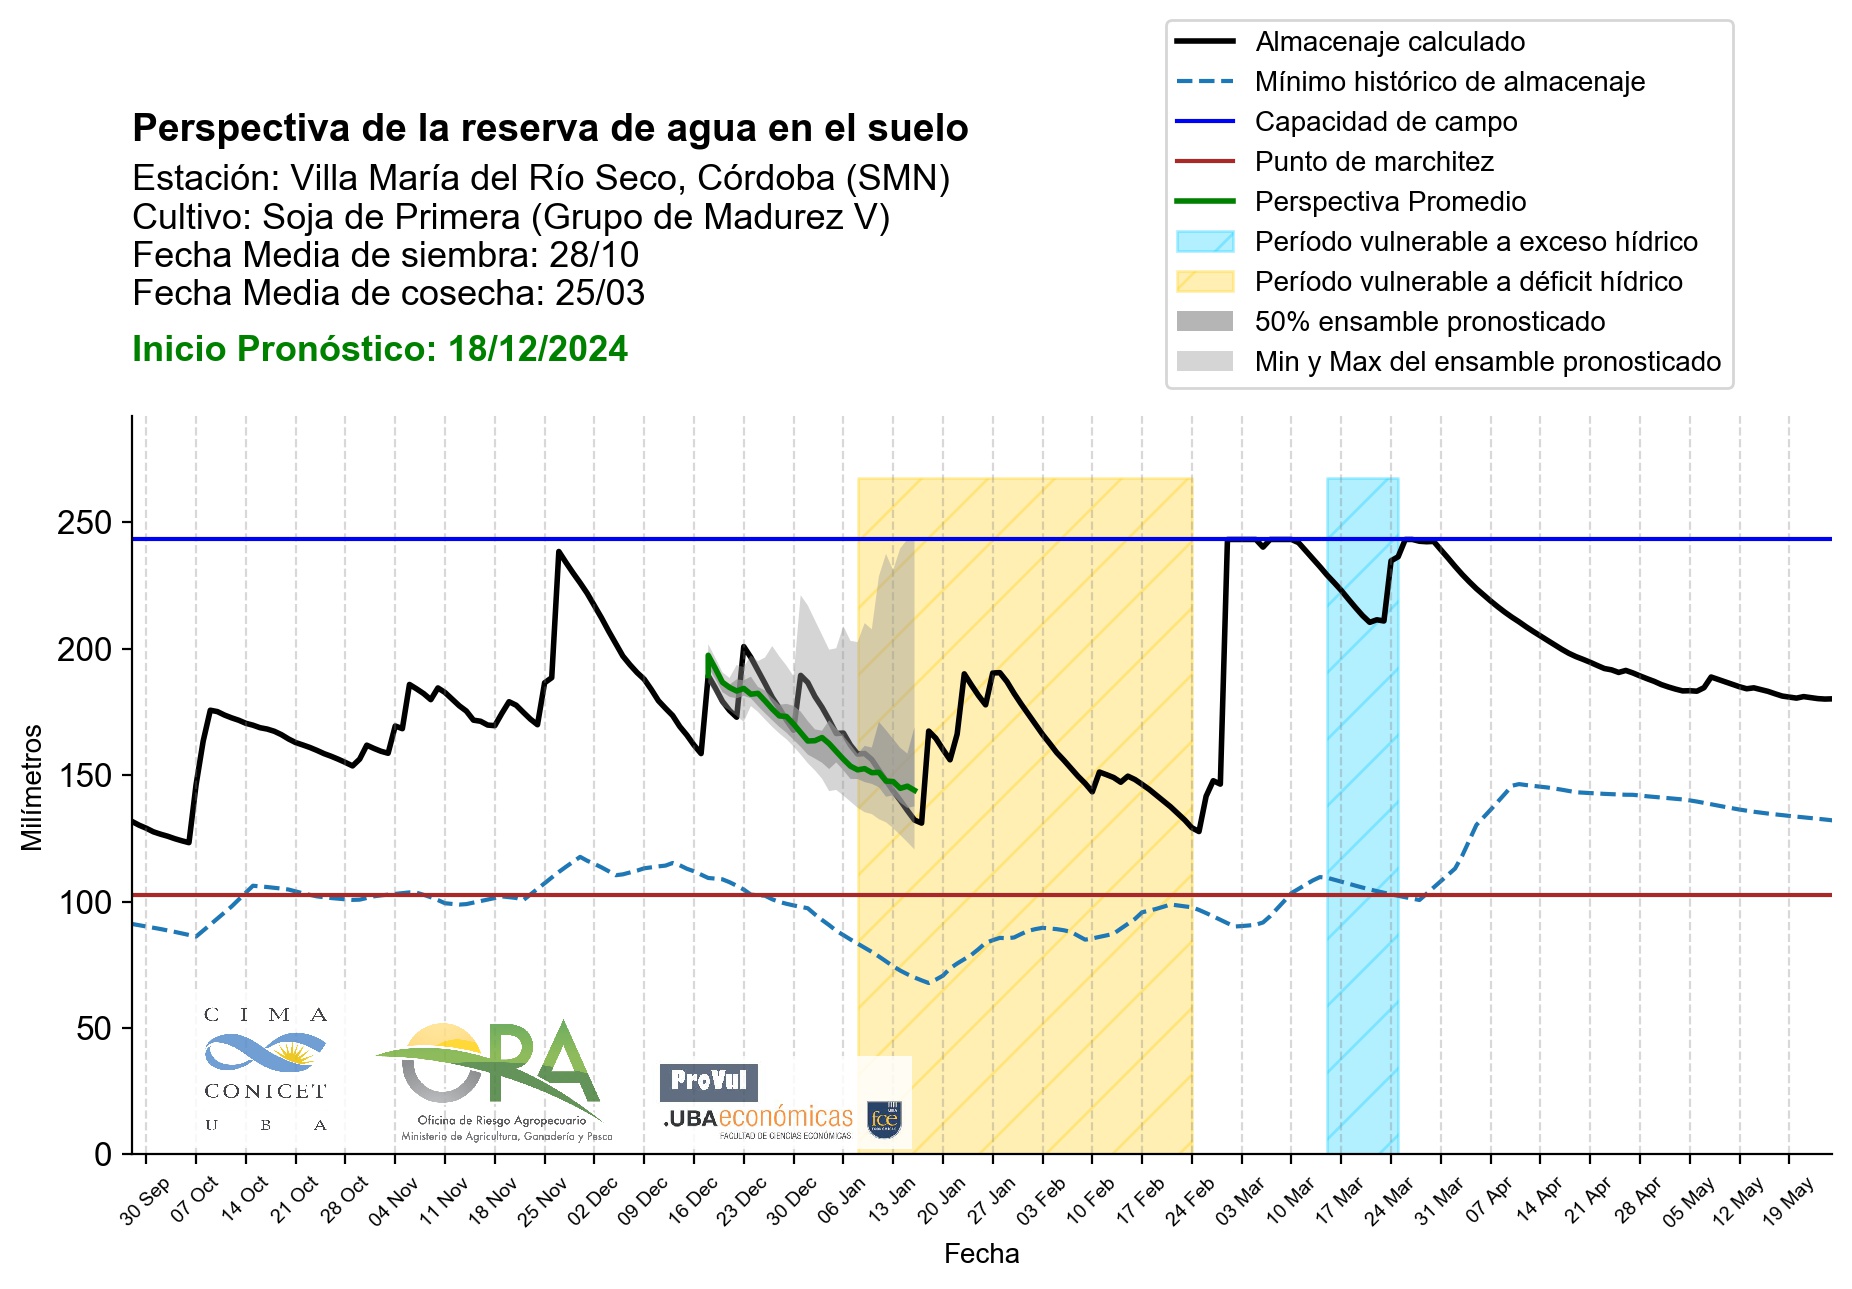 Almacenaje calculado
Mínimo histórico de almacenaje
Capacidad de campo
Punto de marchitez
Perspectiva Promedio
Período vulnerable a exceso hídrico
Período vulnerable a déficit hídrico
50% ensamble pronosticado
Min y Max del ensamble pronosticado
Perspectiva de la reserva de agua en el suelo
Estación: Villa María del Río Seco, Córdoba (SMN)
Cultivo: Soja de Primera (Grupo de Madurez V)
Fecha Media de siembra: 28/10
Fecha Media de cosecha: 25/03
Inicio Pronóstico: 18/12/2024
250
200
150
100
50
0
Milímetros
CIMA
CONICET
UBA
ORA
Oficina de Riesgo Agropecuario
Ministerio de Agricultura, Ganadería y Pesca
ProVul
.UBAeconómicas
FACULTAD DE CIENCIAS ECONÓMICAS
fce
30 Sep
07 Oct
14 Oct
21 Oct
28 Oct
04 Nov
11 Nov
18 Nov
25 Nov
02 Dec
09 Dec
16 Dec
23 Dec
30 Dec
06 Jan
13 Jan
20 Jan
27 Jan
03 Feb
10 Feb
17 Feb
24 Feb
03 Mar
10 Mar
17 Mar
24 Mar
31 Mar
07 Apr
14 Apr
21 Apr
28 Apr
05 May
12 May
19 May
Fecha